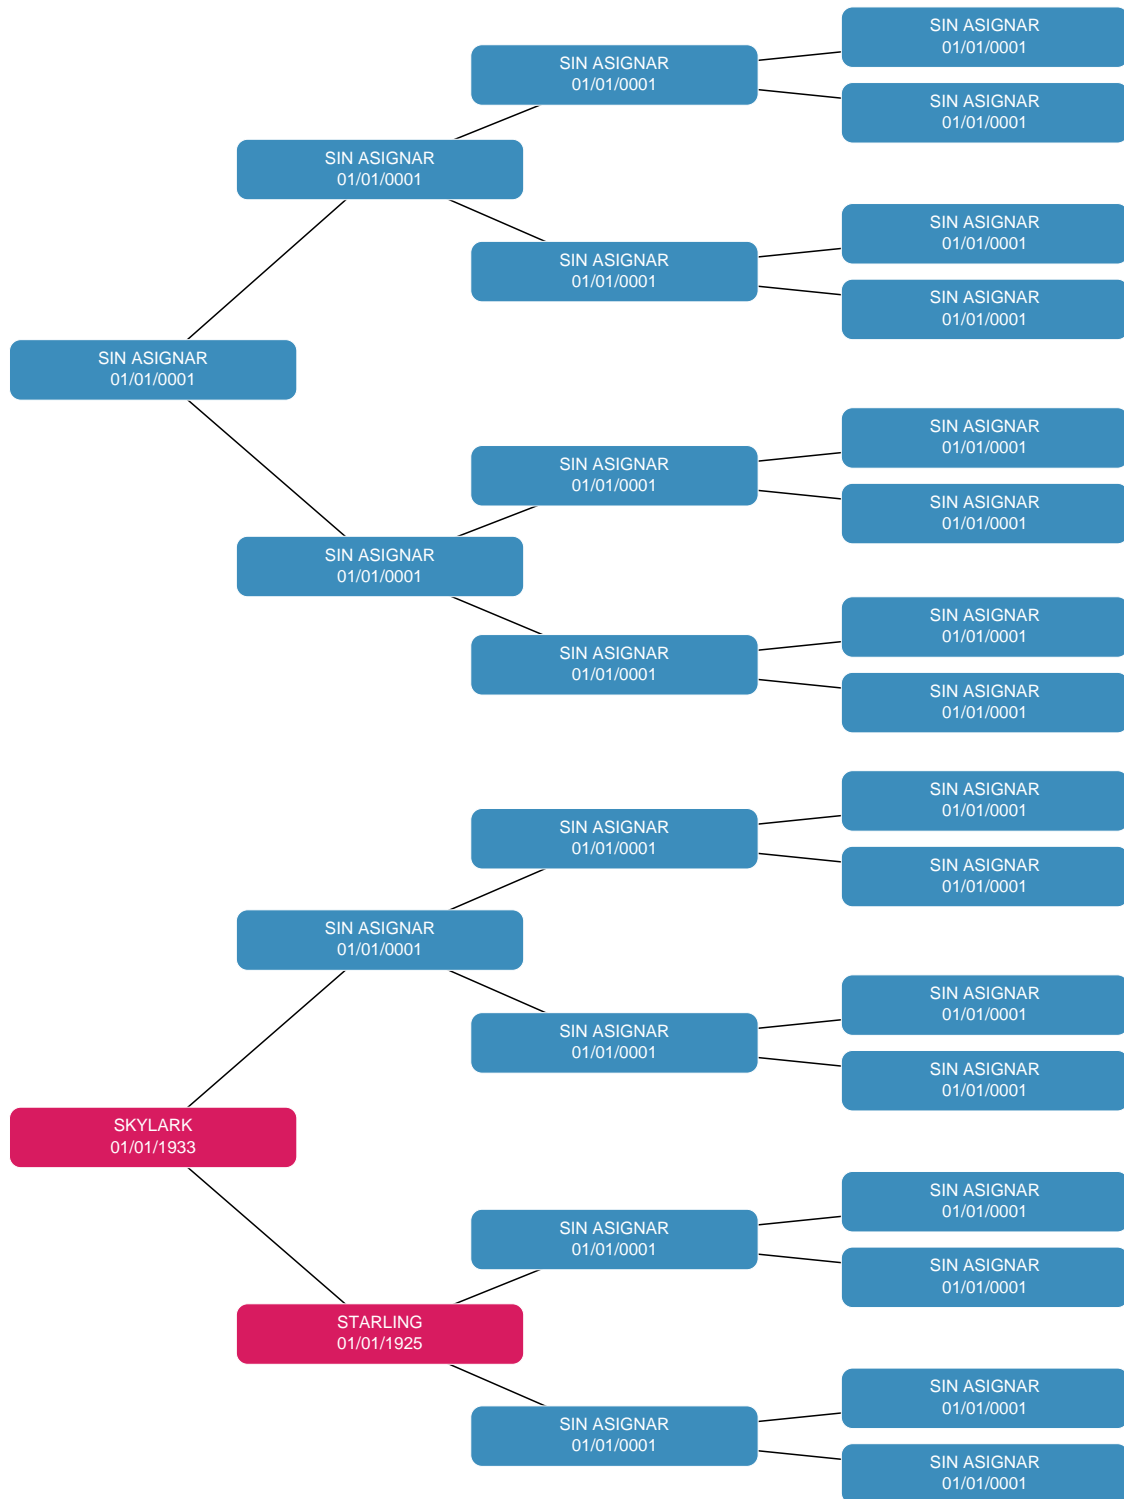 SIN ASIGNAR
01/01/0001
SIN ASIGNAR
01/01/0001
SIN ASIGNAR
01/01/0001
SIN ASIGNAR
01/01/0001
SIN ASIGNAR
01/01/0001
SIN ASIGNAR
01/01/0001
SIN ASIGNAR
01/01/0001
SIN ASIGNAR
01/01/0001
SIN ASIGNAR
01/01/0001
SIN ASIGNAR
01/01/0001
SIN ASIGNAR
01/01/0001
SIN ASIGNAR
01/01/0001
SIN ASIGNAR
01/01/0001
SIN ASIGNAR
01/01/0001
SIN ASIGNAR
01/01/0001
SIN ASIGNAR
01/01/0001
SIN ASIGNAR
01/01/0001
SIN ASIGNAR
01/01/0001
SIN ASIGNAR
01/01/0001
SIN ASIGNAR
01/01/0001
SIN ASIGNAR
01/01/0001
SIN ASIGNAR
01/01/0001
SKYLARK
01/01/1933
SIN ASIGNAR
01/01/0001
SIN ASIGNAR
01/01/0001
SIN ASIGNAR
01/01/0001
STARLING
01/01/1925
SIN ASIGNAR
01/01/0001
SIN ASIGNAR
01/01/0001
SIN ASIGNAR
01/01/0001